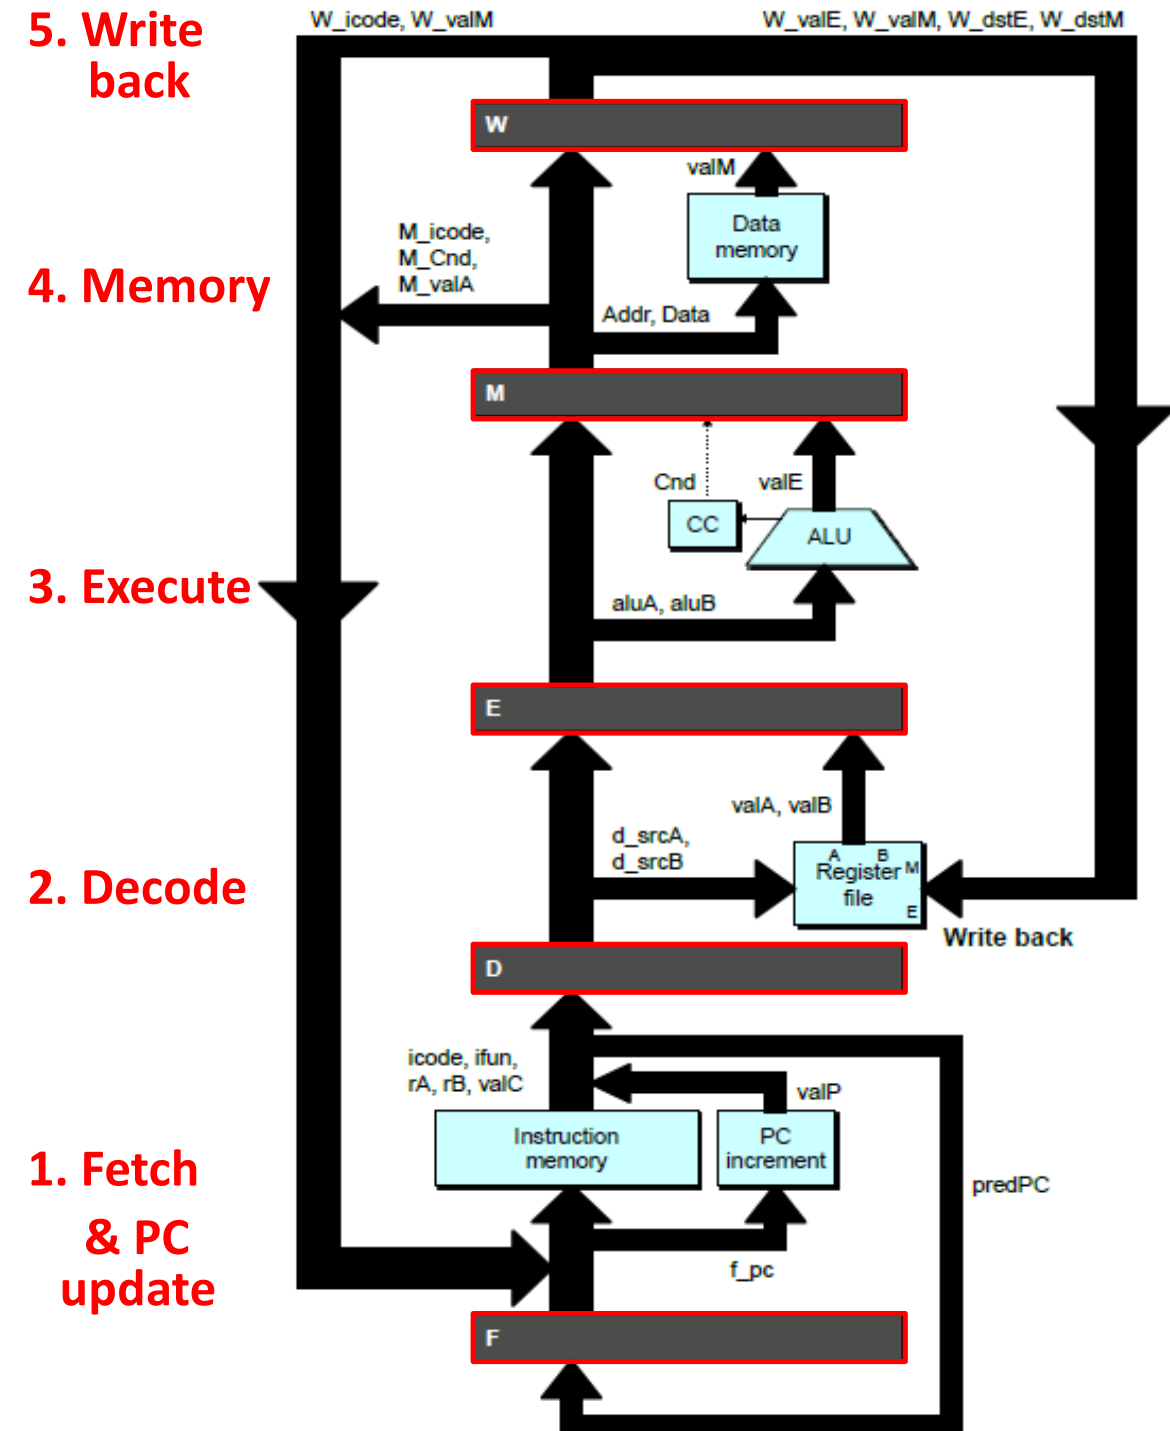 5. Write
back
W_icode, W_valM
W_valE, W_valM, W_dstE, W_dstM
W
valM
Data
memory
M_icode,
M_Cnd,
M_valA
4. Memory
Addr, Data
M
Cnd
valE
CC
ALU
3. Execute
aluA, aluB
E
valA, valB
d_srcA,
d_srcB
A B
Register M
file
E
2. Decode
Write back
D
icode, ifun,
rA, rB, valC
valP
Instruction
memory
PC
increment
1. Fetch
& PC
update
predPC
f_pc
F